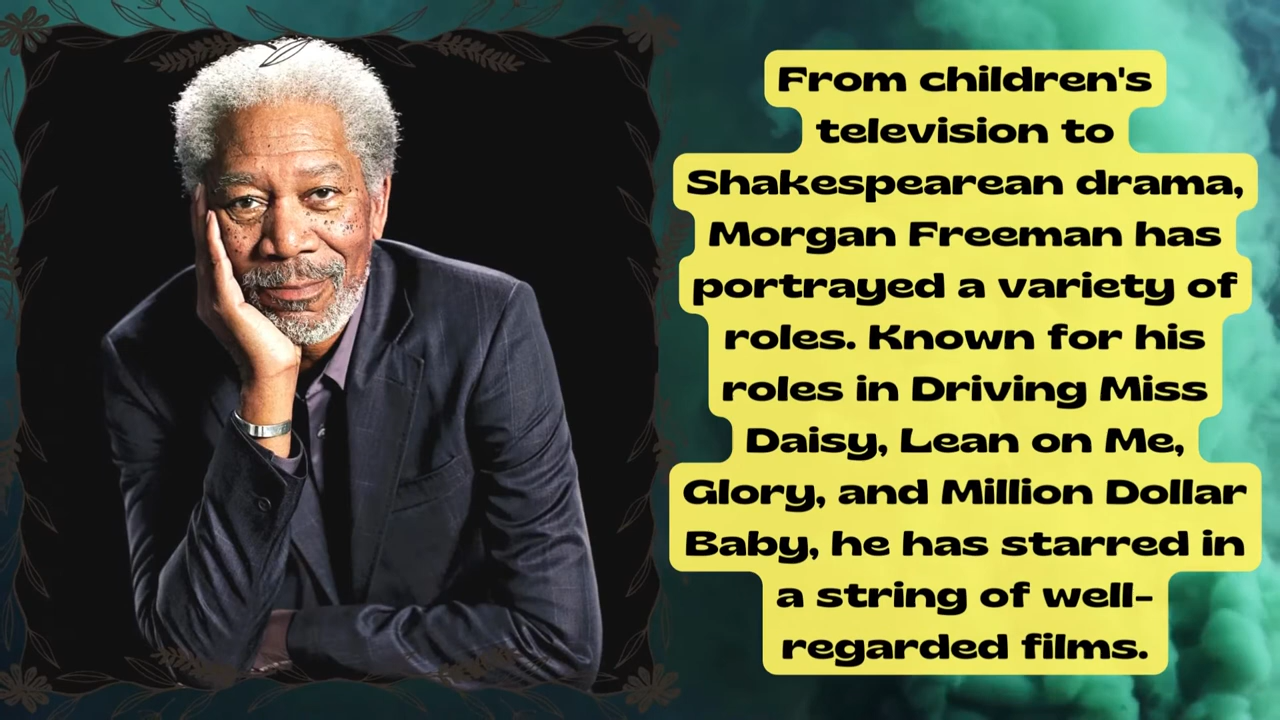 From children's
television to
Shakespearean drama,
Morgan Freeman has
portrayed a variety of
roles. Known for his
roles in Driving Miss
Daisy, Lean on Me,
Glory, and Million Dollar
Baby, he has starred in
a string of well-
regarded films.